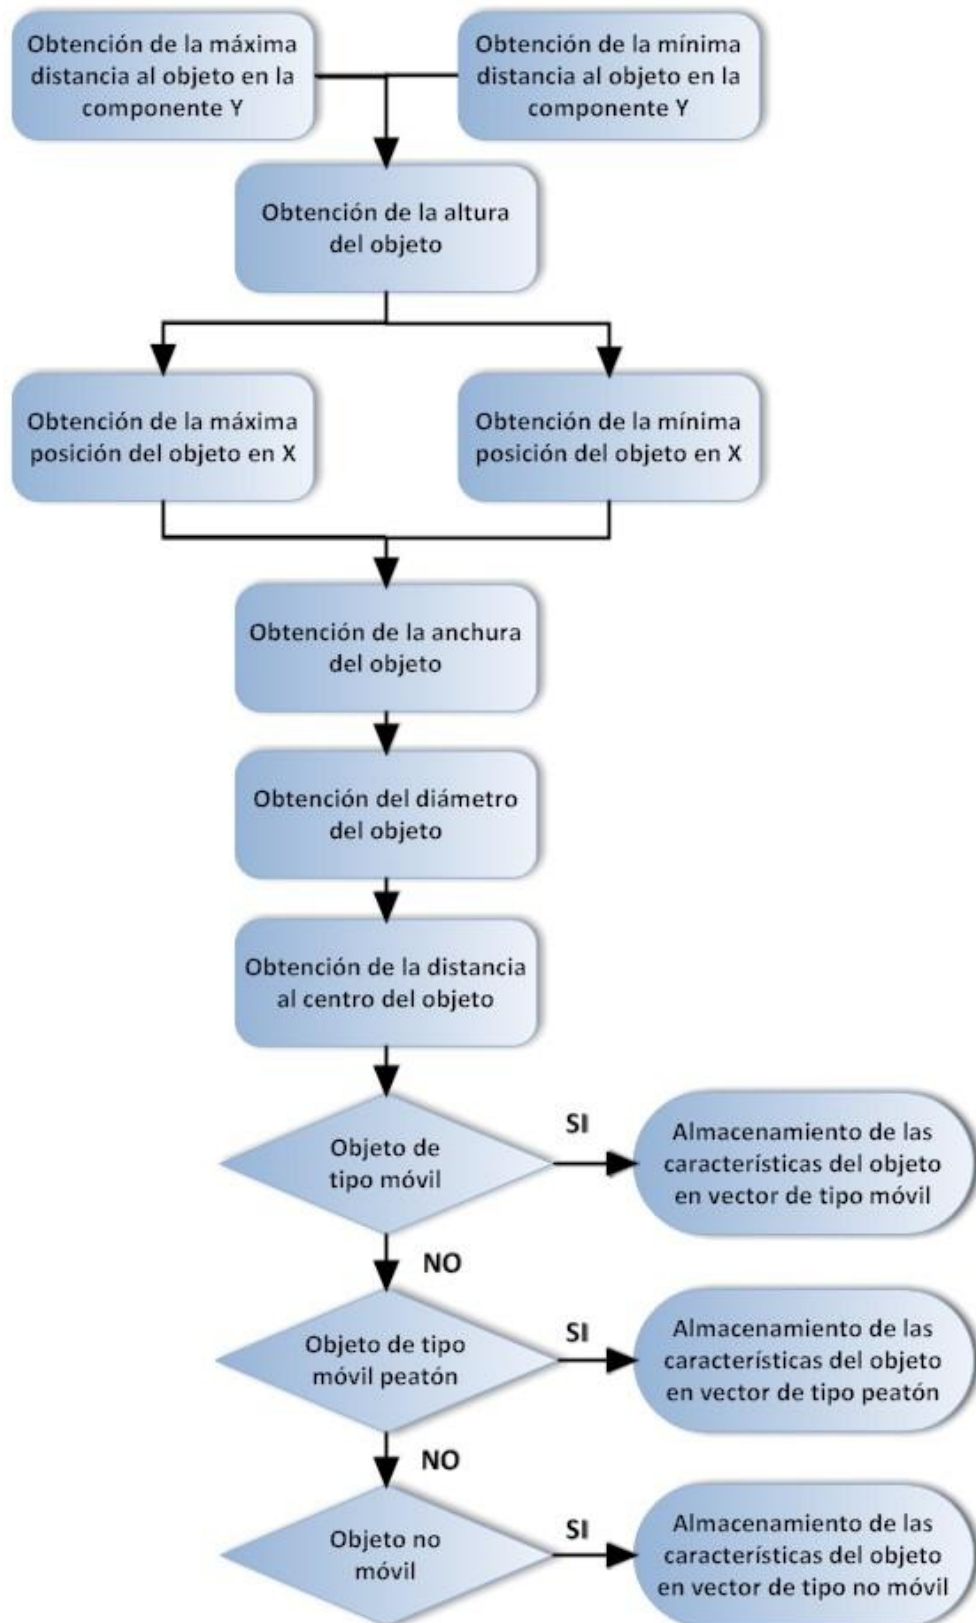 Obtención de la máxima
distancia al objeto en la
componente Y
Obtención de la mínima
distancia al objeto en la
componente Y
Obtención de la altura
del objeto
Obtención de la máxima
posición del objeto en X
Obtención de la mínima
posición del objeto en X
Obtención de la anchura
del objeto
Obtención del diámetro
del objeto
Obtención de la distancia
al centro del objeto
Objeto de
tipo móvil
SI
Almacenamiento de las
características del objeto
en vector de tipo móvil
NO
Objeto de tipo
móvil peatón
SI
Almacenamiento de las
características del objeto
en vector de tipo peatón
NO
Objeto no
móvil
SI
Almacenamiento de las
características del objeto
en vector de tipo no móvil